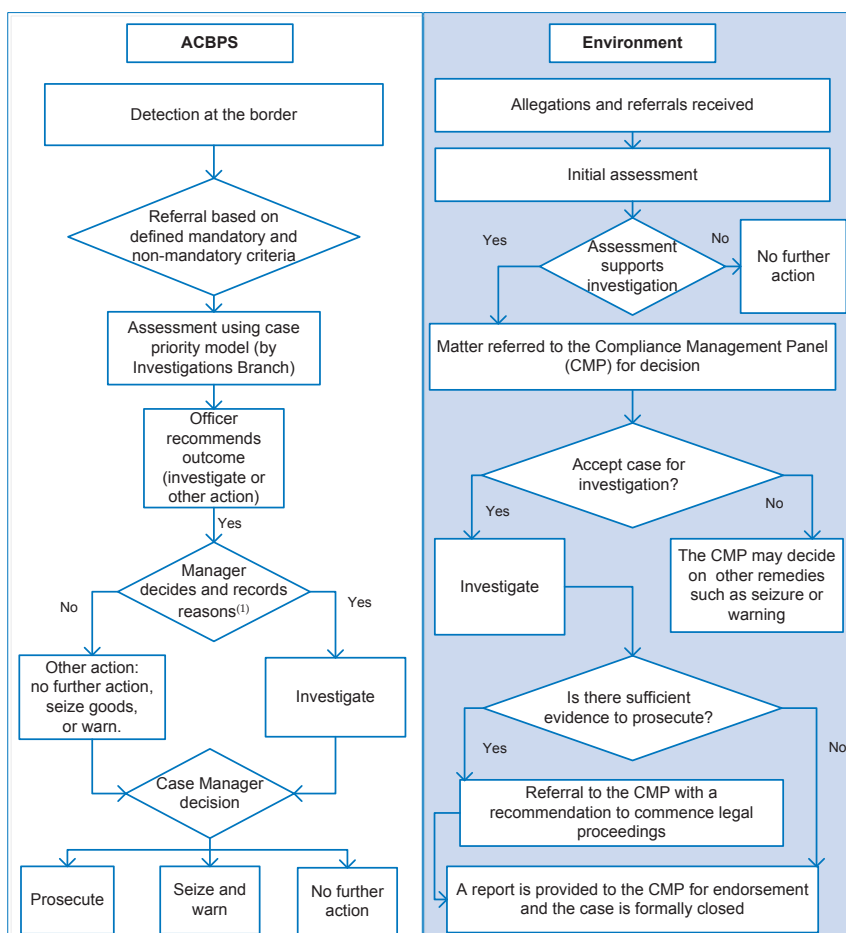 ACBPS
Detection at the border
Referral based on
defined mandatory and
non-mandatory criteria
Assessment using case
priority model (by
Investigations Branch)
Officer
recommends
outcome
(investigate or
other action)
Yes
Manager
decides and records
reasons(1)
No
Yes
Other action:
no further action,
seize goods,
or warn.
Investigate
Case Manager
decision
Prosecute
Seize and
warn
No further
action
Environment
Allegations and referrals received
Initial assessment
Yes
Assessment
supports
investigation
No
No further
action
Matter referred to the Compliance Management Panel
(CMP) for decision
Accept case for
investigation?
Yes
No
Investigate
The CMP may decide
on other remedies
such as seizure or
warning
Is there sufficient
evidence to prosecute?
Yes
No
Referral to the CMP with a
recommendation to commence legal
proceedings
A report is provided to the CMP for endorsement
and the case is formally closed